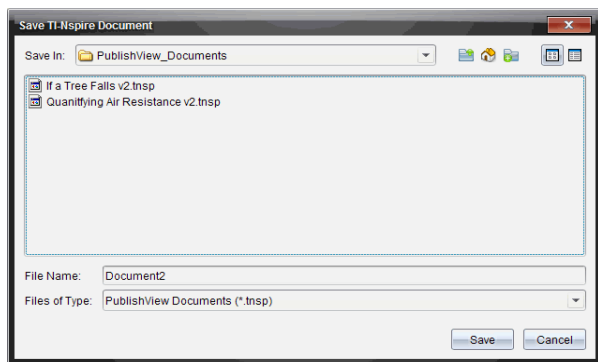 Save TI-Nspire Document
Save In: PublishView_Documents
If a Tree Falls v2.tnsp
Quanitfying Air Resistance v2.tnsp
File Name: Document2
Files of Type: PublishView Documents (*.tnsp)
Save Cancel